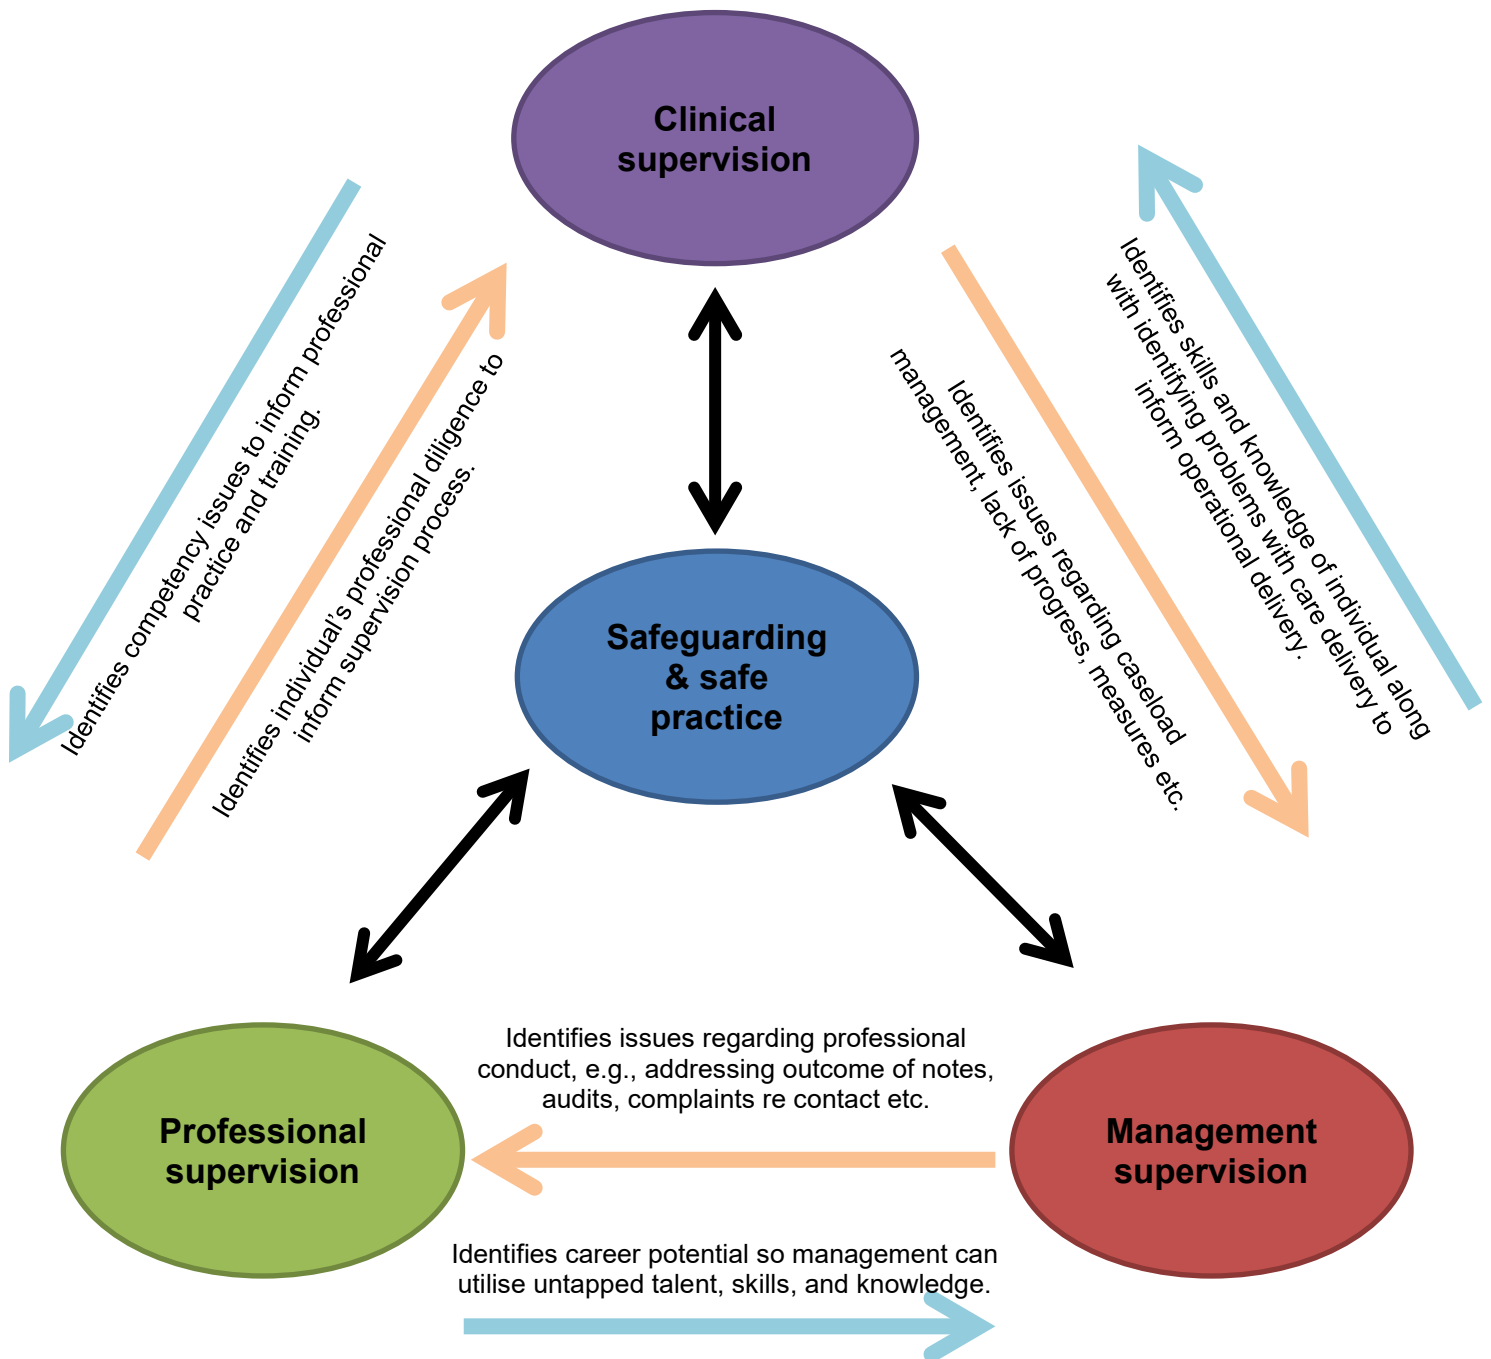 Clinical
supervision
Identifies competency issues to inform professional
practice and training.
Identifies individual's professional diligence to
inform supervision process.
Identifies issues regarding caseload
management, lack of progress, measures etc.
Identifies skills and knowledge of individual along
with identifying problems with care delivery to
inform operational delivery.
Safeguarding
& safe
practice
Professional
supervision
Identifies issues regarding professional
conduct, e.g., addressing outcome of notes,
audits, complaints re contact etc.
Management
supervision
Identifies career potential so management can
utilise untapped talent, skills, and knowledge.